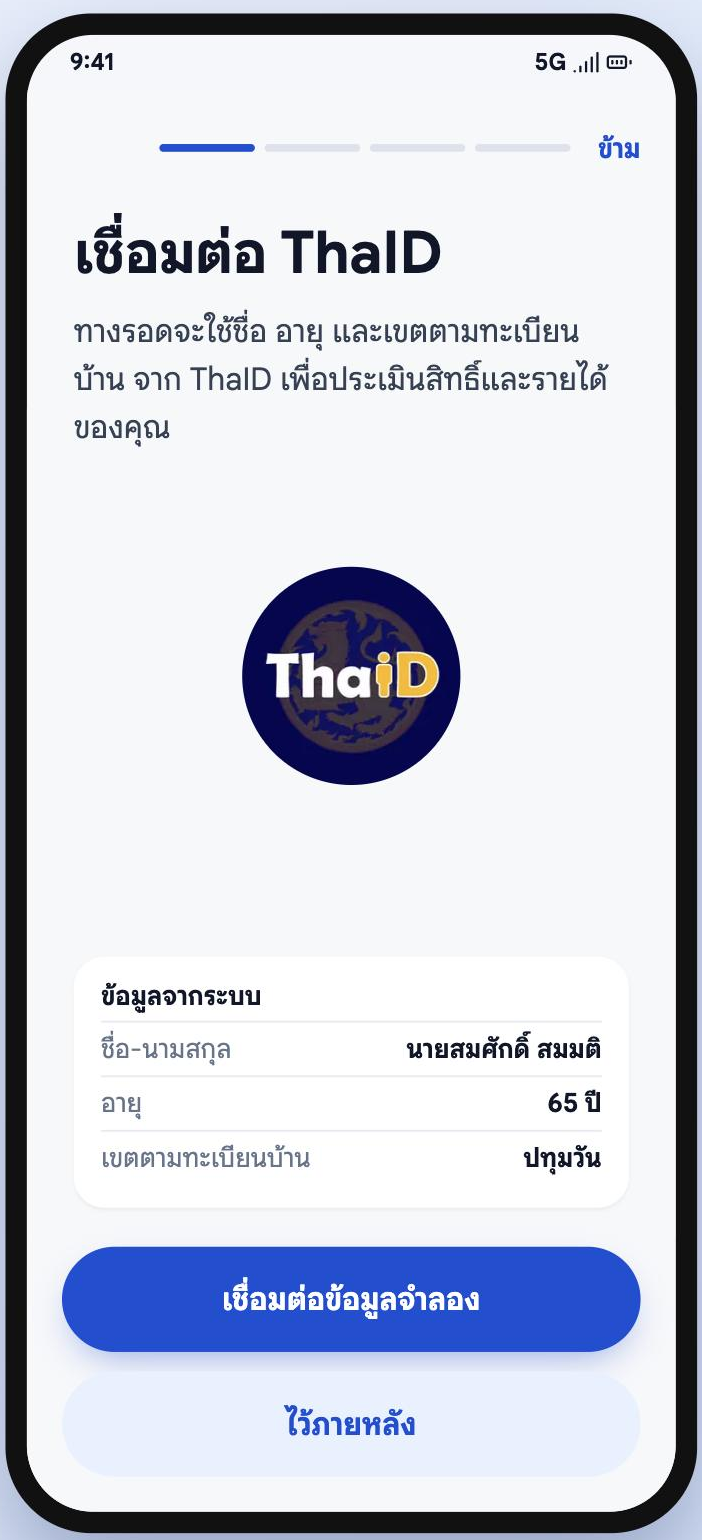 9:41
5G
ข้าม
เชื่อมต่อ ThaID
ทางรอดจะใช้ชื่อ อายุ และเขตตามทะเบียน
บ้าน จาก ThaID เพื่อประเมินสิทธิ์และรายได้
ของคุณ
ThaiD
ข้อมูลจากระบบ
ชื่อ-นามสกุล นายสมศักดิ์ สมมติ
อายุ 65 ปี
เขตตามทะเบียนบ้าน ปทุมวัน
เชื่อมต่อข้อมูลจำลอง
ไว้ภายหลัง